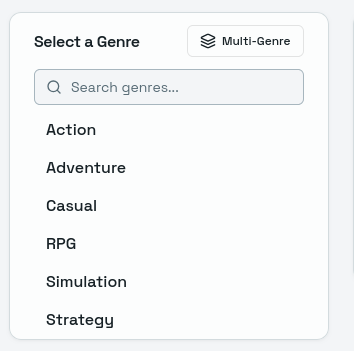 Select a Genre
Multi-Genre
Search genres...
Action
Adventure
Casual
RPG
Simulation
Strategy